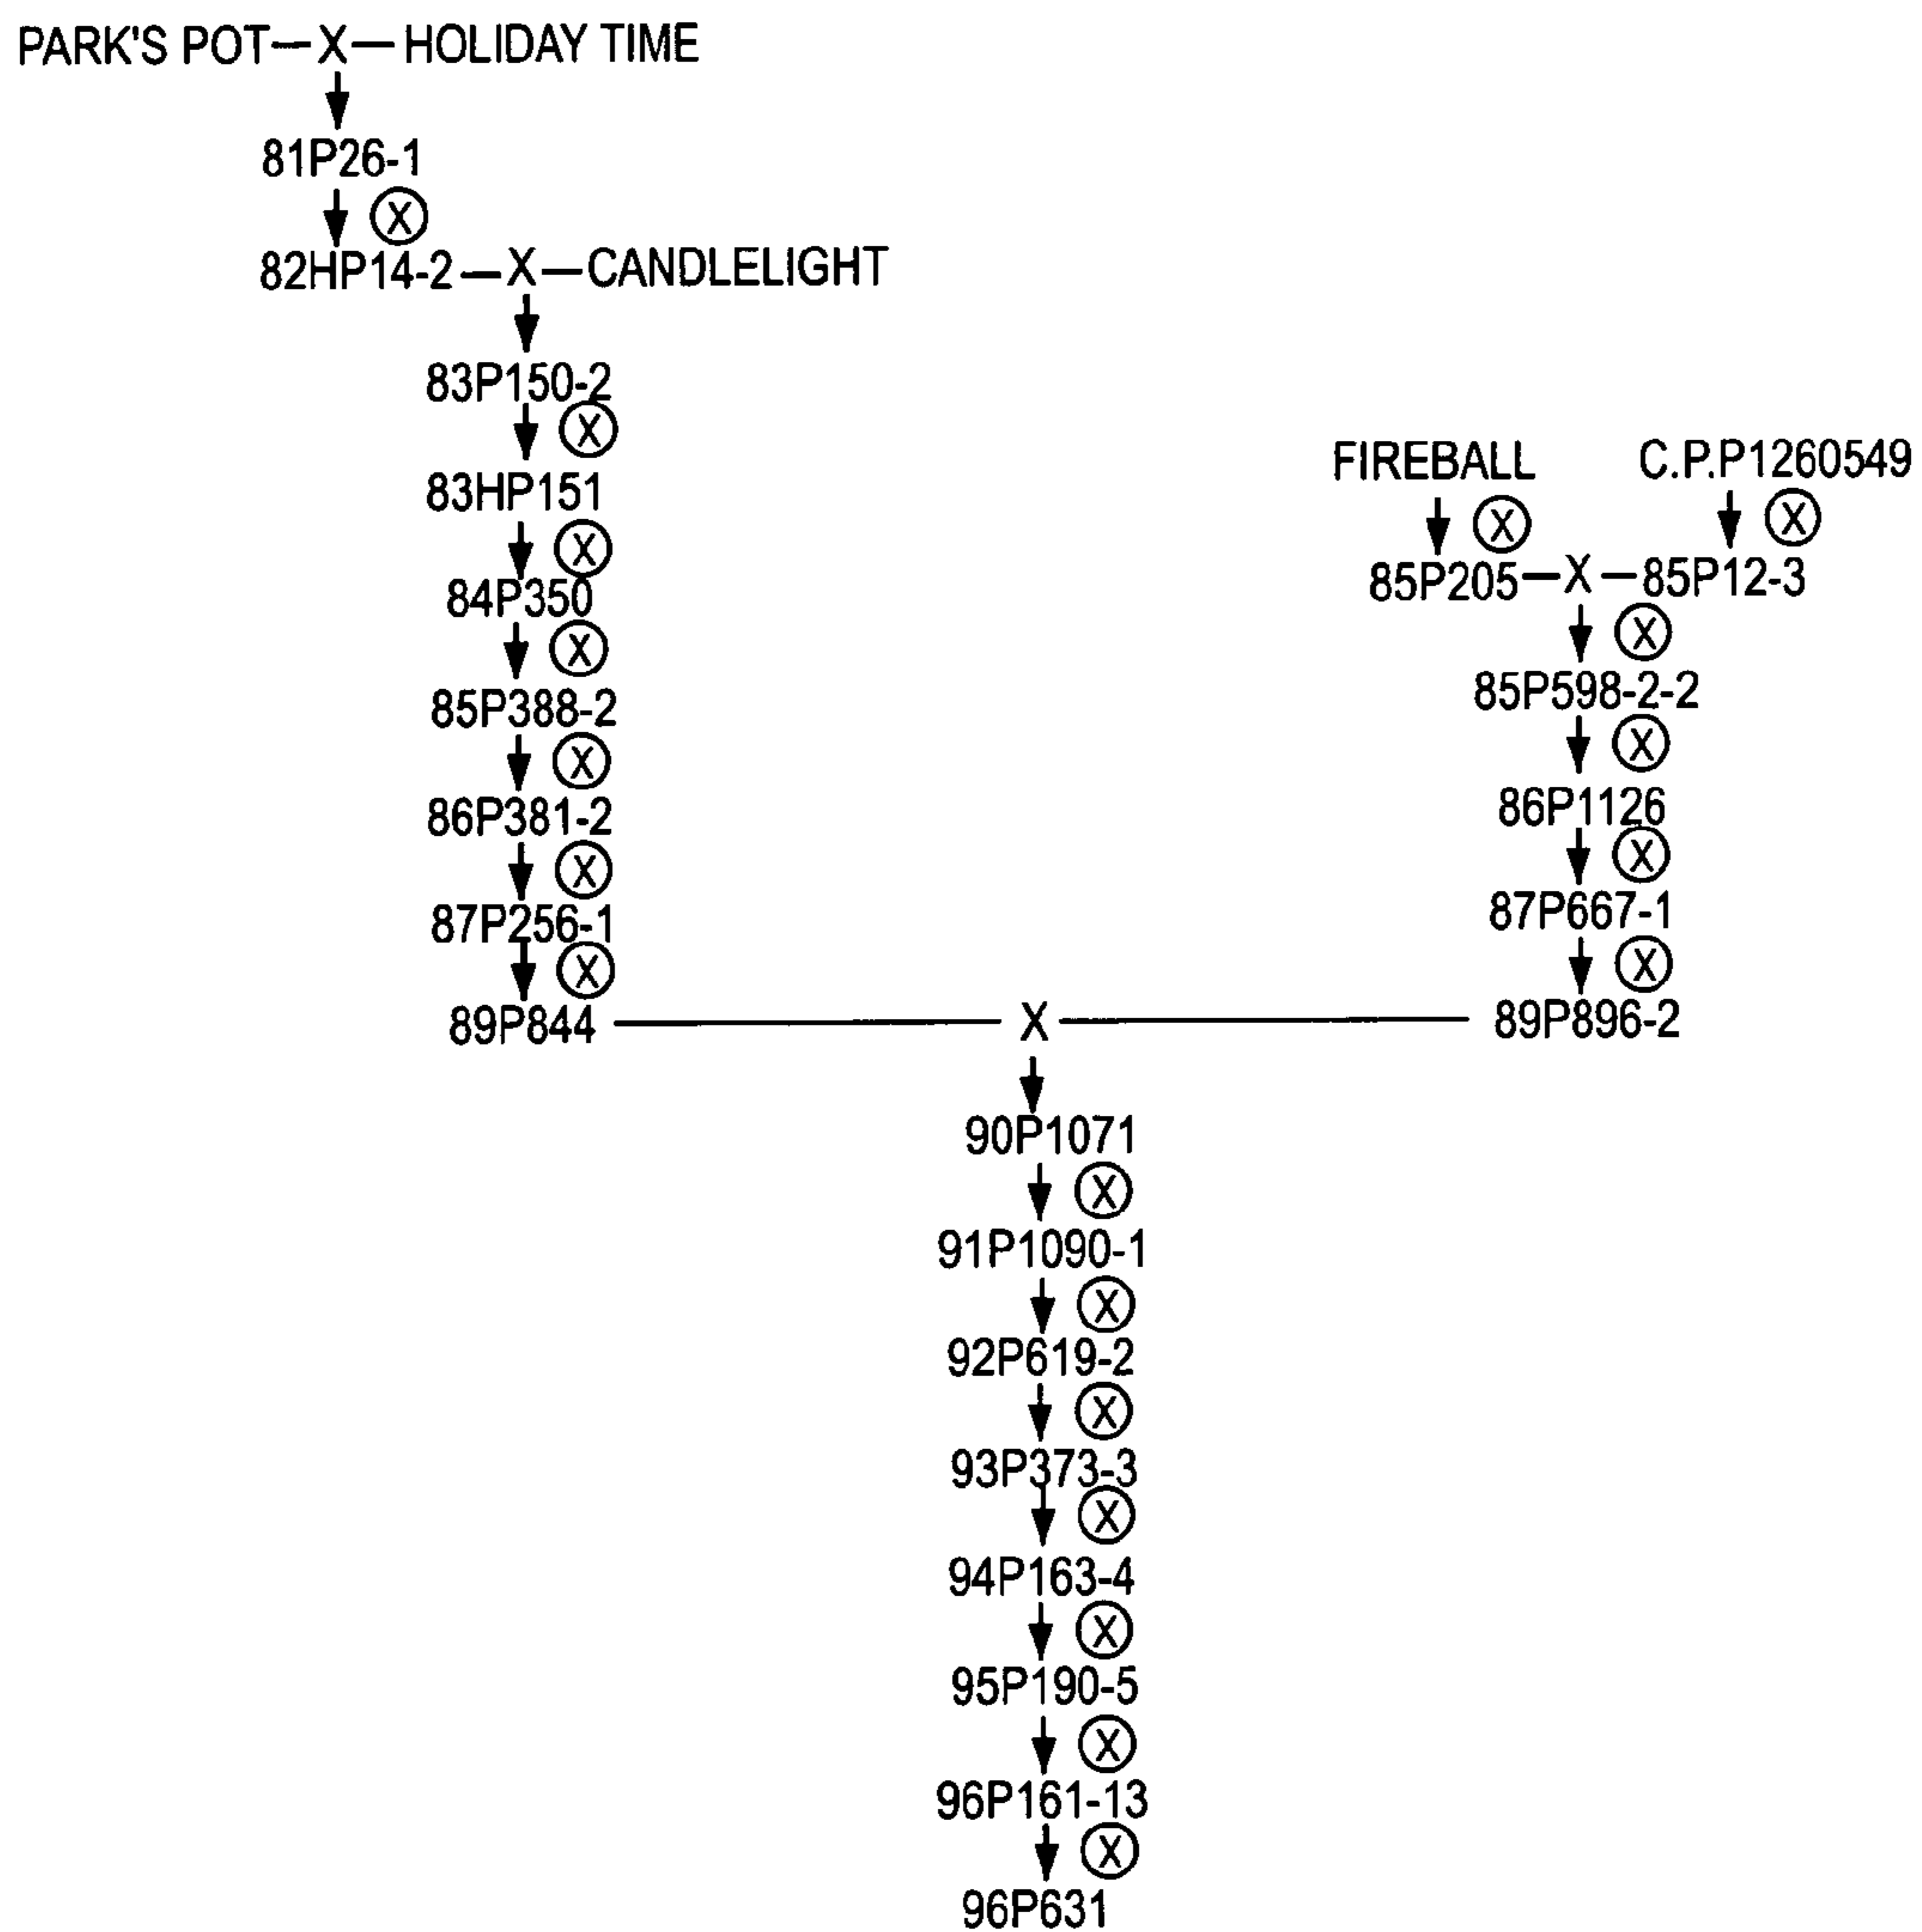 PARK'S POT—X—HOLIDAY TIME
81P26-1
Ⓧ
82HP14-2—X—CANDLELIGHT
83P150-2
Ⓧ
83HP151
Ⓧ
84P350
Ⓧ
85P388-2
Ⓧ
86P381-2
Ⓧ
87P256-1
Ⓧ
FIREBALL C.P.P1260549
Ⓧ Ⓧ
85P205—X—85P12-3
Ⓧ
85P598-2-2
Ⓧ
86P1126
Ⓧ
87P667-1
Ⓧ
89P844 X 89P896-2
90P1071
Ⓧ
91P1090-1
Ⓧ
92P619-2
Ⓧ
93P373-3
Ⓧ
94P163-4
Ⓧ
95P190-5
Ⓧ
96P161-13
Ⓧ
96P631